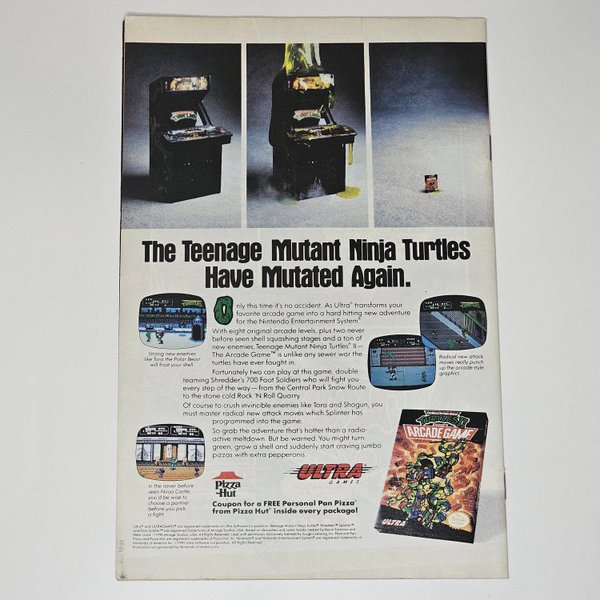 The Teenage Mutant Ninja Turtles
Have Mutated Again.
Only this time it's no accident. As Ultra™ transforms your
favorite arcade game into a hard hitting new adventure
for the Nintendo Entertainment System.®
With eight original arcade levels, plus two never
before seen shell squashing stages and a ton of
new enemies, Teenage Mutant Ninja Turtles® II—
The Arcade Game™ is unlike any sewer war the
turtles have ever fought in.
Fortunately two can play at this game, double
teaming Shredder's 700 Foot Soldiers who will fight you
every step of the way—from the Central Park Snow Route
to the stone cold Rock 'N Roll Quarry.
Of course to crush invincible enemies like Tora and Shogun, you
must master radical new attack moves which Splinter has
programmed into the game.
So grab the adventure that's hotter than a radio-
active meltdown. But be warned. You might turn
green, grow a shell and suddenly start craving jumbo
pizzas with extra pepperonis.
Strong new enemies
like Tora the Polar Beast
will frost your shell.
Radical new attack
moves really punch
up the arcade-style
graphics.
In the never before
seen Ninja Castle,
you'd be wise to
choose a partner
before you pick
a fight.
Pizza
Hut®
ULTRA
GAMES
Coupon for a FREE Personal Pan Pizza®
from Pizza Hut® inside every package!
ARCADE GAME
ULTRA